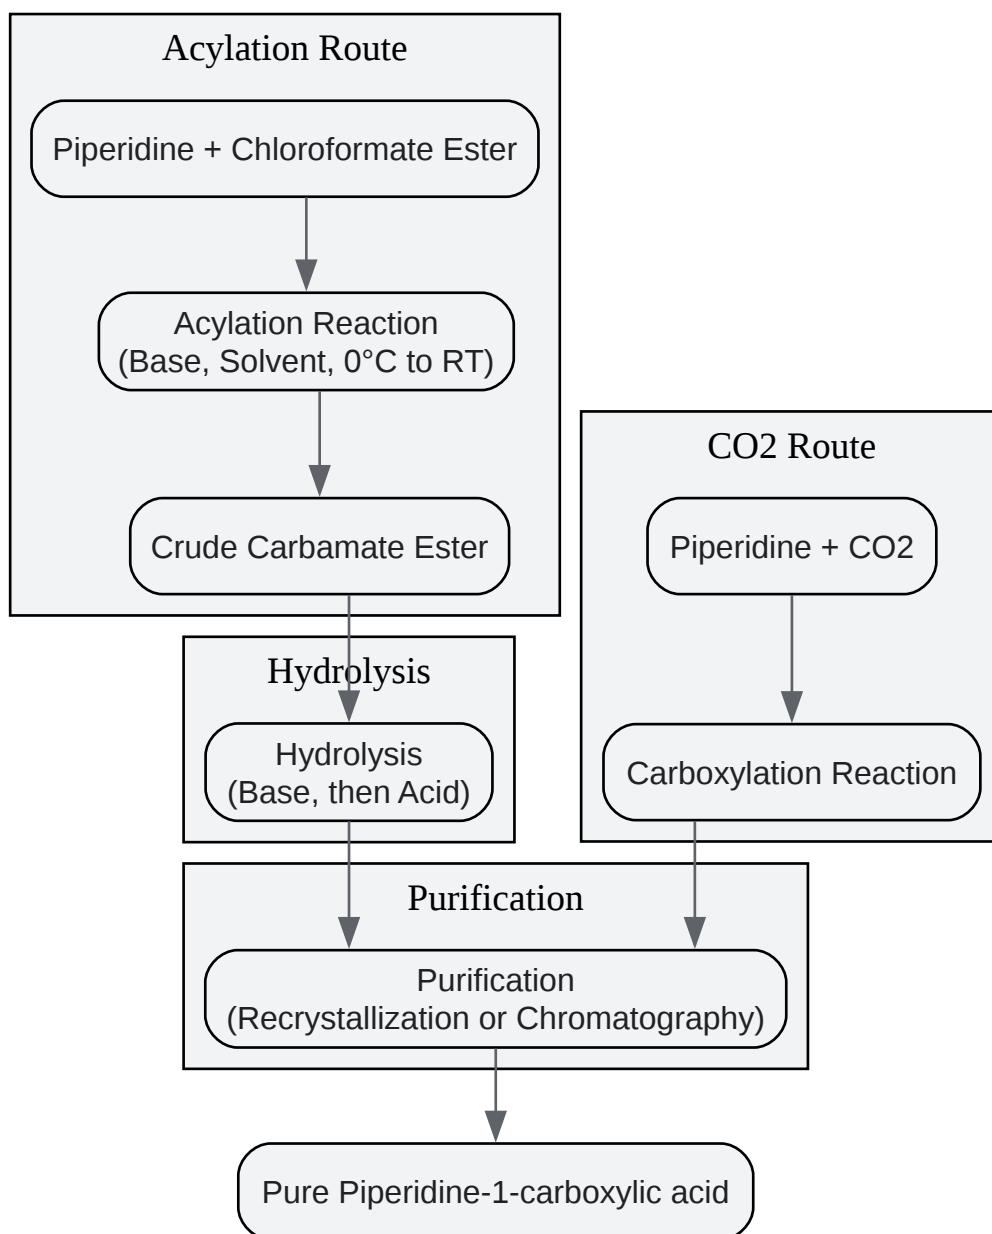 Acylation Route
Piperidine + Chloroformate Ester
Acylation Reaction
(Base, Solvent, 0°C to RT)
Crude Carbamate Ester
CO2 Route
Piperidine + CO2
Carboxylation Reaction
Hydrolysis
Hydrolysis
(Base, then Acid)
Purification
Purification
(Recrystallization or Chromatography)
Pure Piperidine-1-carboxylic acid